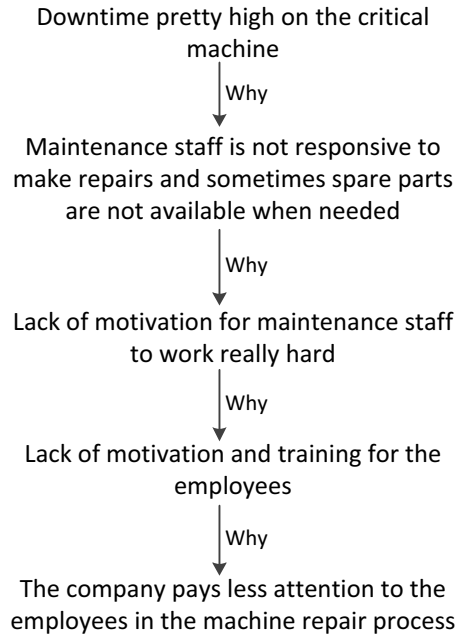 Downtime pretty high on the critical
machine
Why
Maintenance staff is not responsive to
make repairs and sometimes spare parts
are not available when needed
Why
Lack of motivation for maintenance staff
to work really hard
Why
Lack of motivation and training for the
employees
Why
The company pays less attention to the
employees in the machine repair process